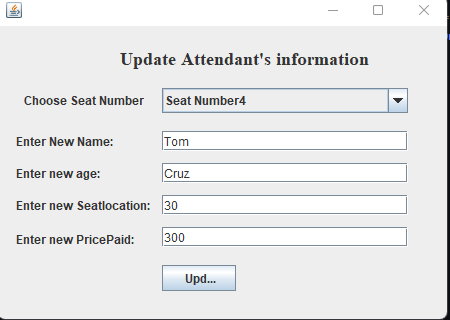 Update Attendant's information
Choose Seat Number Seat Number4
Enter New Name: Tom
Enter new age: Cruz
Enter new Seatlocation: 30
Enter new PricePaid: 300
Upd...